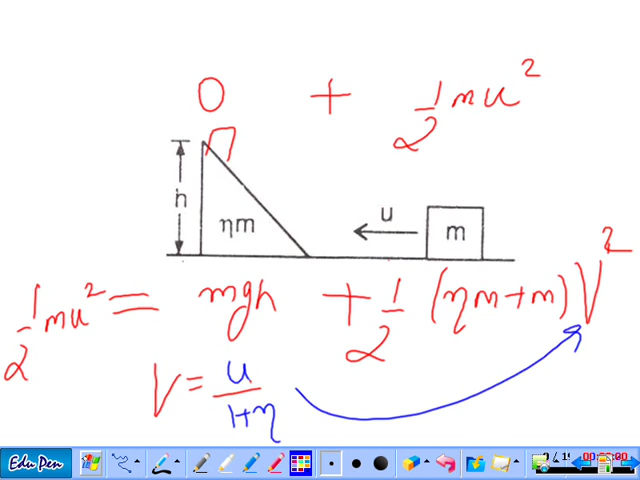 0 + 1/2 mu²
h
ηm
u
m
1/2 mu² = mgh + 1/2 (ηm+m)V²
V = u/1+η
Edu Pen